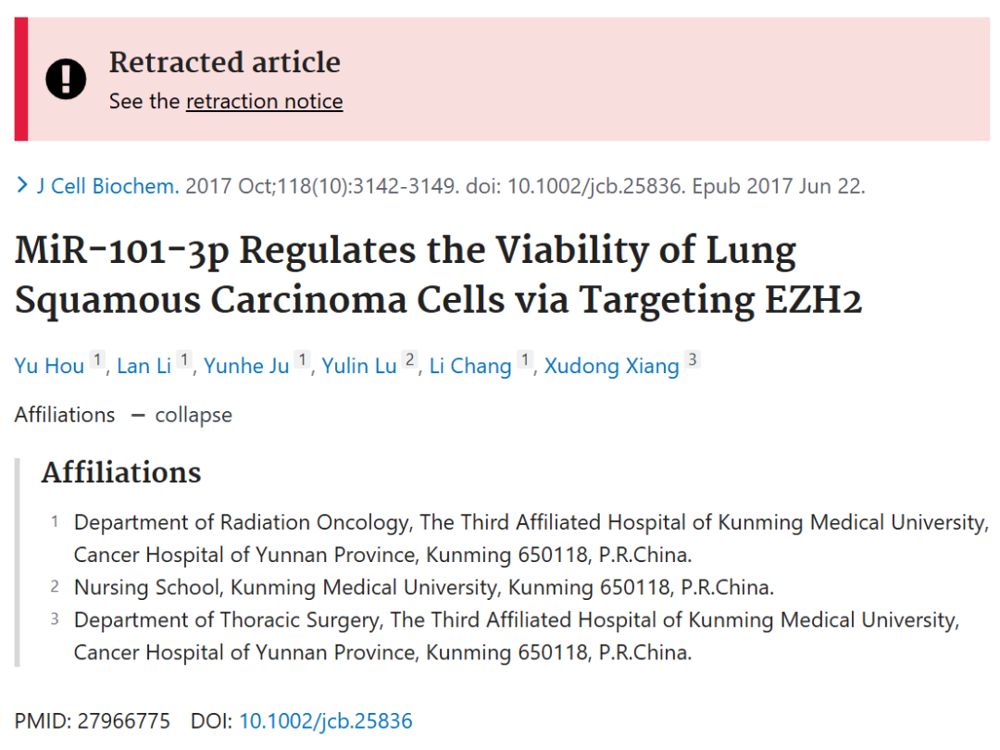 Retracted article
See the retraction notice
J Cell Biochem. 2017 Oct;118(10):3142-3149. doi: 10.1002/jcb.25836. Epub 2017 Jun 22.
MiR-101-3p Regulates the Viability of Lung
Squamous Carcinoma Cells via Targeting EZH2
Yu Hou 1, Lan Li 1, Yunhe Ju 1, Yulin Lu 2, Li Chang 1, Xudong Xiang 3
Affiliations − collapse
Affiliations
1 Department of Radiation Oncology, The Third Affiliated Hospital of Kunming Medical University,
Cancer Hospital of Yunnan Province, Kunming 650118, P.R.China.
2 Nursing School, Kunming Medical University, Kunming 650118, P.R.China.
3 Department of Thoracic Surgery, The Third Affiliated Hospital of Kunming Medical University,
Cancer Hospital of Yunnan Province, Kunming 650118, P.R.China.
PMID: 27966775 DOI: 10.1002/jcb.25836